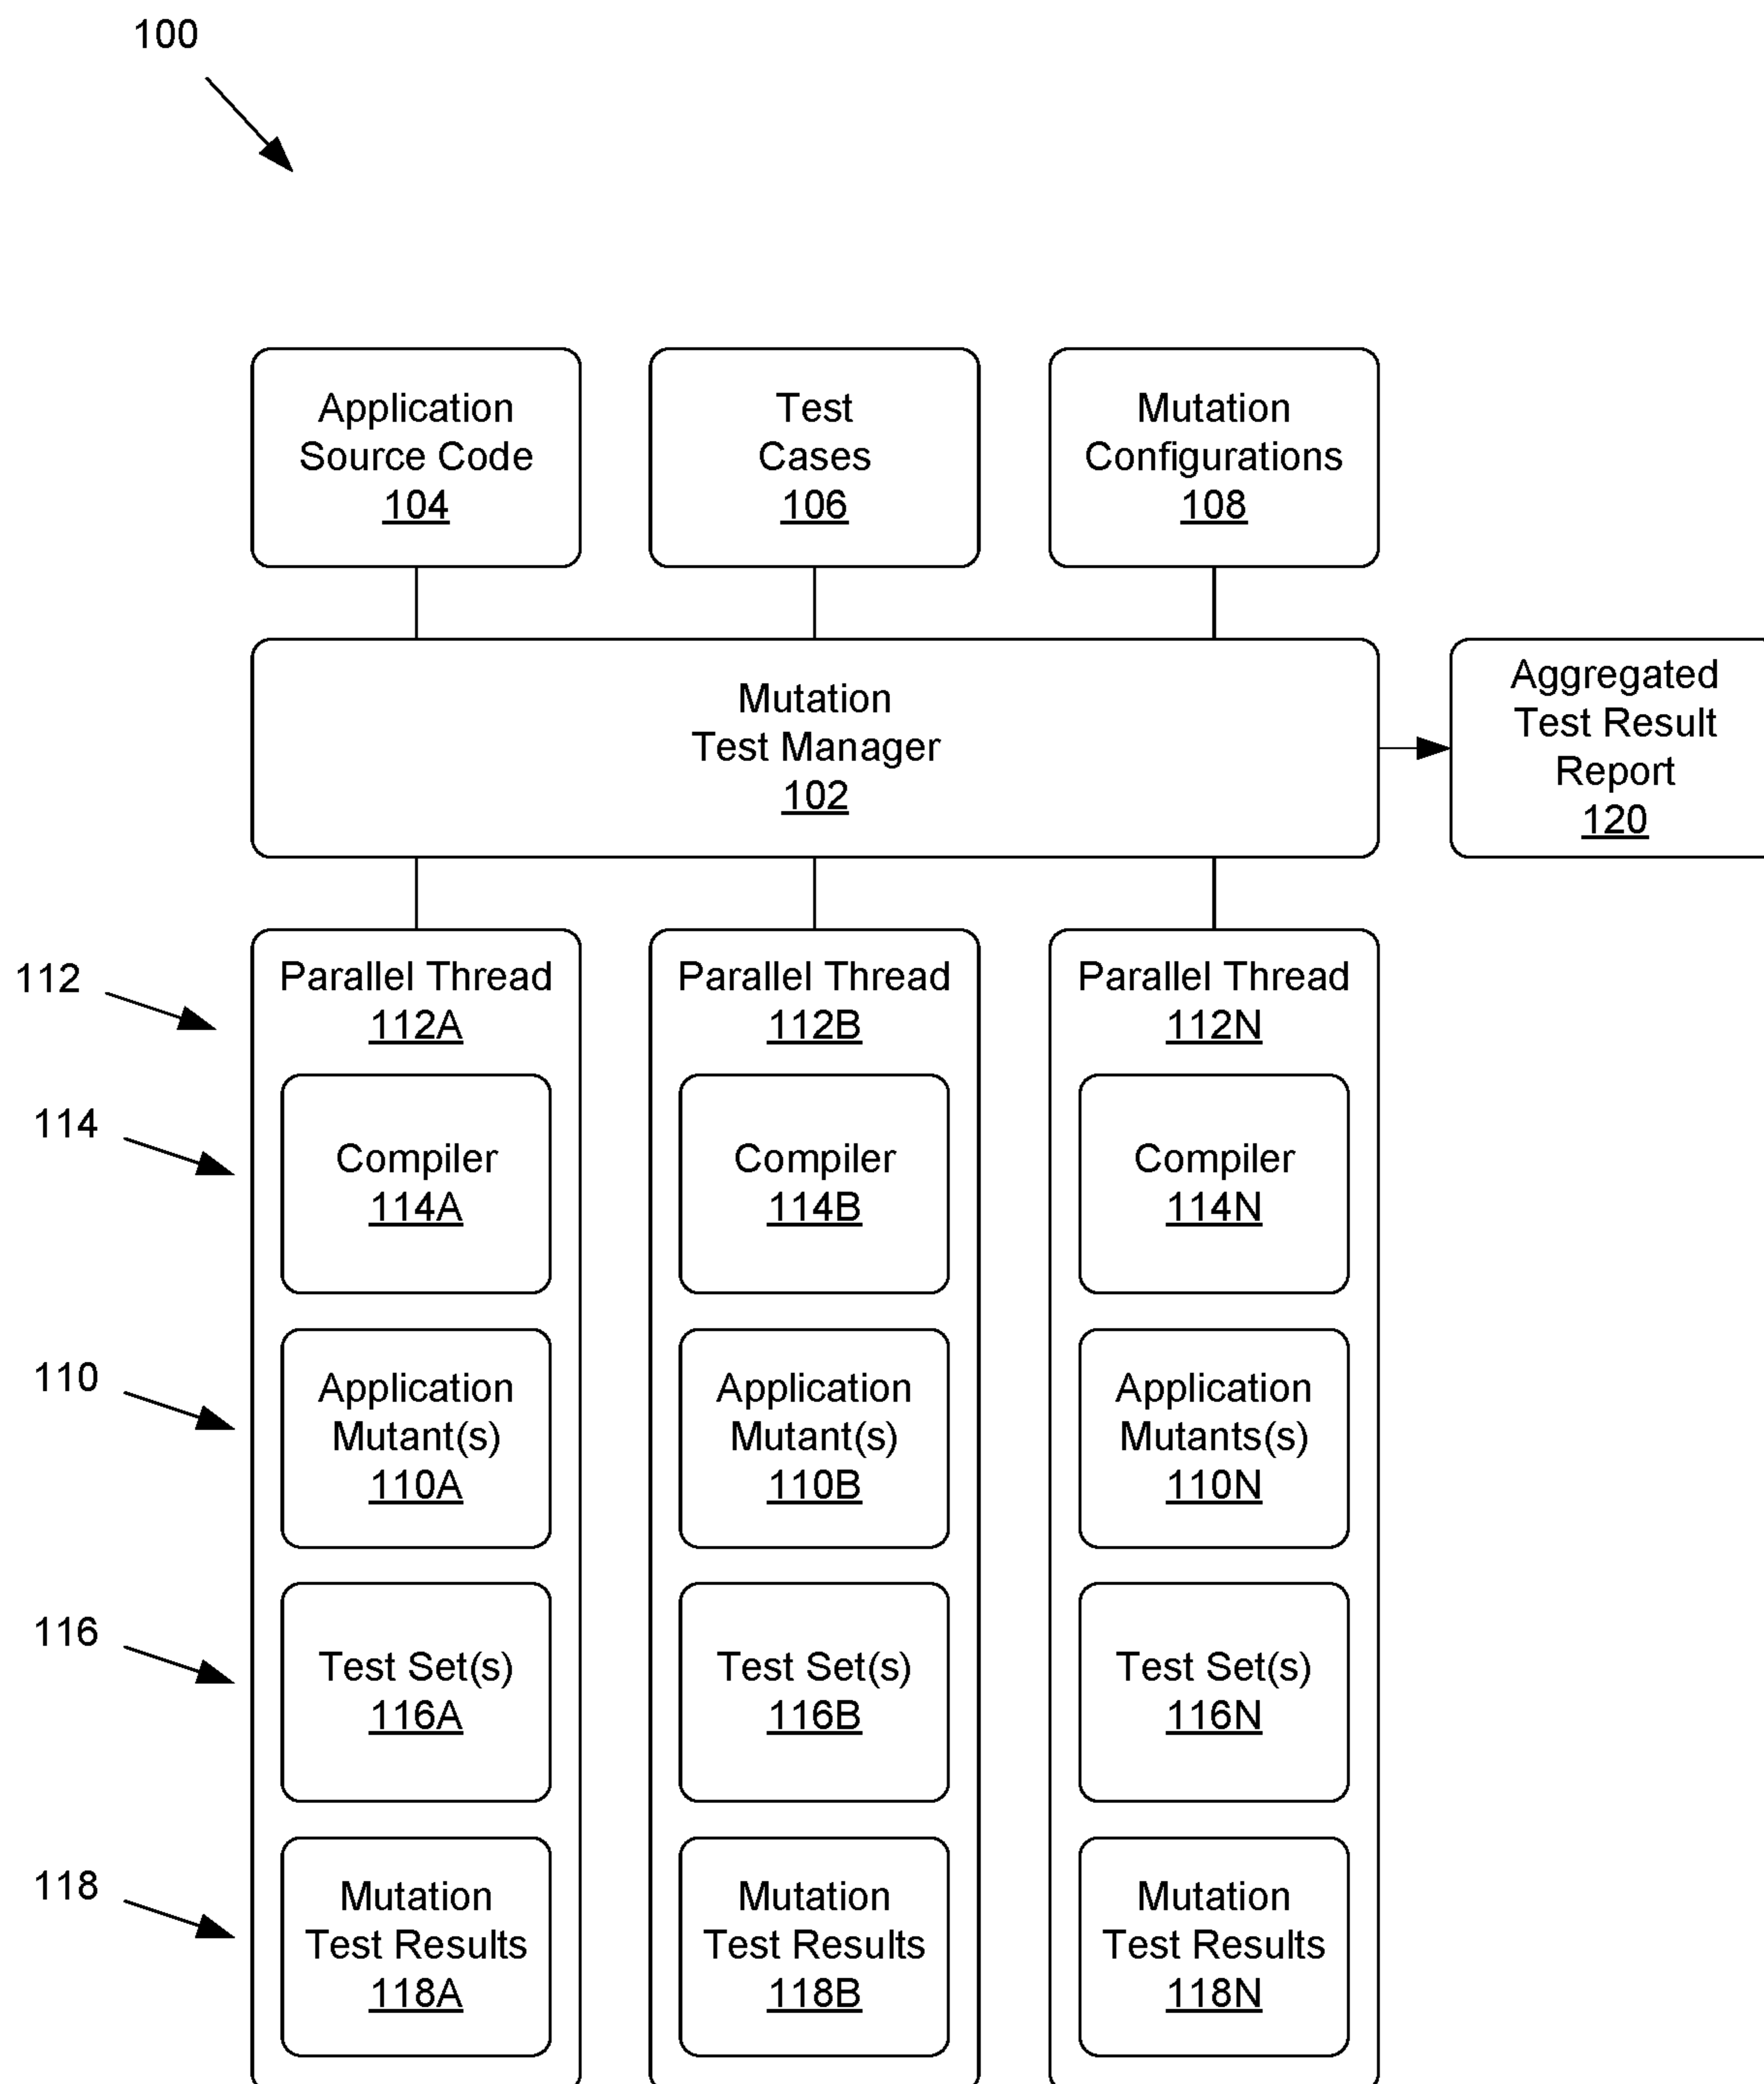 100
Application
Source Code
104
Test
Cases
106
Mutation
Configurations
108
Mutation
Test Manager
102
Aggregated
Test Result
Report
120
112
Parallel Thread
112A
Parallel Thread
112B
Parallel Thread
112N
114
Compiler
114A
Compiler
114B
Compiler
114N
110
Application
Mutant(s)
110A
Application
Mutant(s)
110B
Application
Mutants(s)
110N
116
Test Set(s)
116A
Test Set(s)
116B
Test Set(s)
116N
118
Mutation
Test Results
118A
Mutation
Test Results
118B
Mutation
Test Results
118N